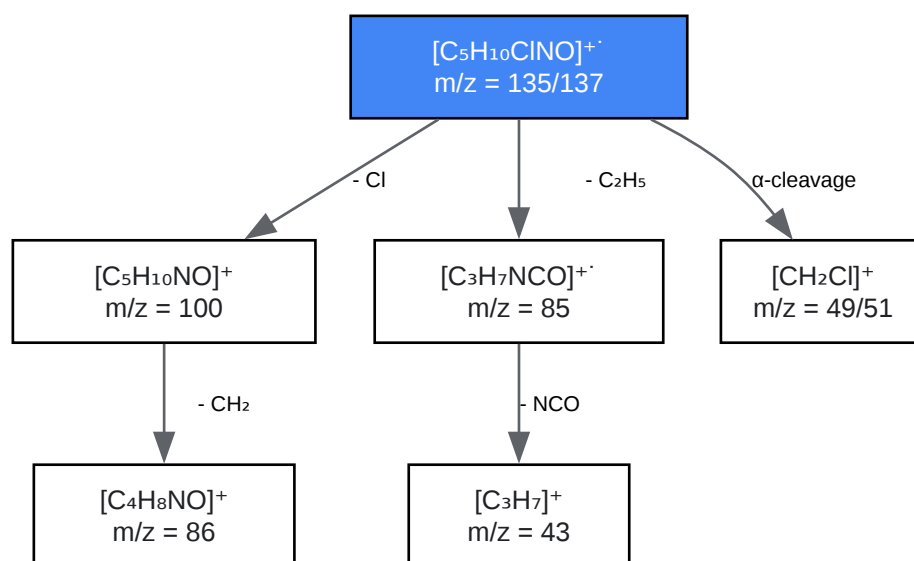 [C₅H₁₀ClNO]⁺˙
m/z = 135/137
- Cl
- C₂H₅
α-cleavage
[C₅H₁₀NO]⁺
m/z = 100
[C₃H₇NCO]⁺˙
m/z = 85
[CH₂Cl]⁺
m/z = 49/51
- CH₂
- NCO
[C₄H₈NO]⁺
m/z = 86
[C₃H₇]⁺
m/z = 43